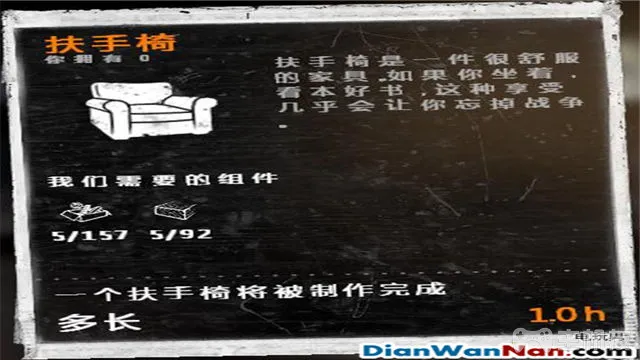 扶手椅
你拥有 0
扶手椅是一件很舒服
的家具.如果你坐着,
看本好书,这种享受
几乎会让你忘掉战争
.
我们需要的组件
5/157 5/92
一个扶手椅将被制作完成
多长
1.0 h
DianWanNan.com